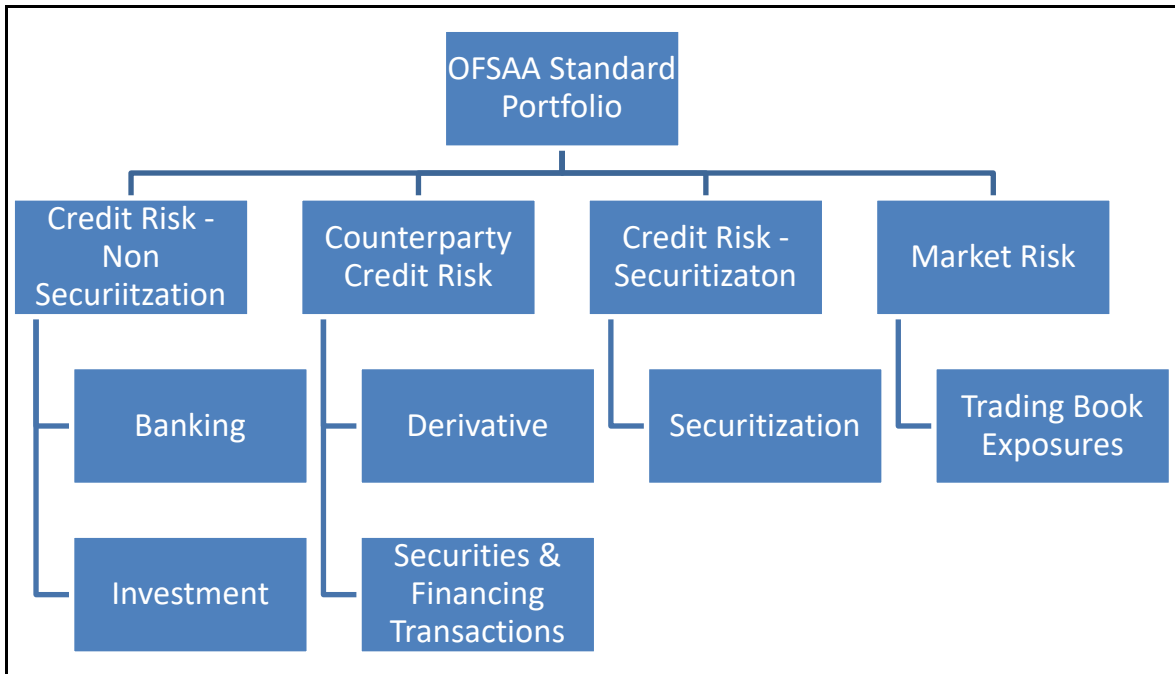 OFSAA Standard
Portfolio
Credit Risk -
Non
Securiitzation
Counterparty
Credit Risk
Credit Risk -
Securitizaton
Market Risk
Banking
Derivative
Securitization
Trading Book
Exposures
Investment
Securities &
Financing
Transactions